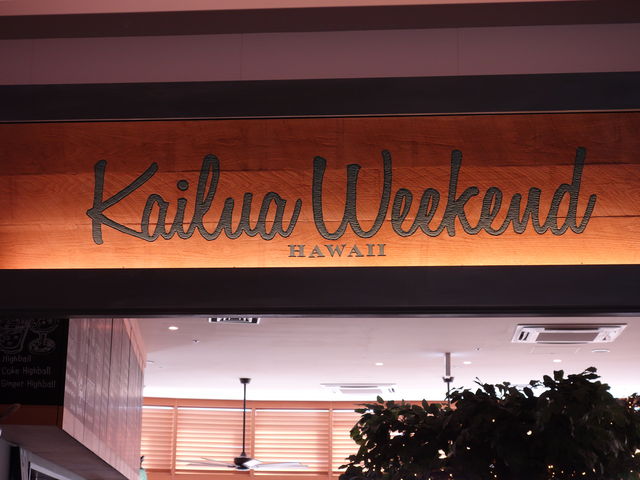 Kailua Weekend
HAWAII
Highball
Coke Highball
Ginger Highball